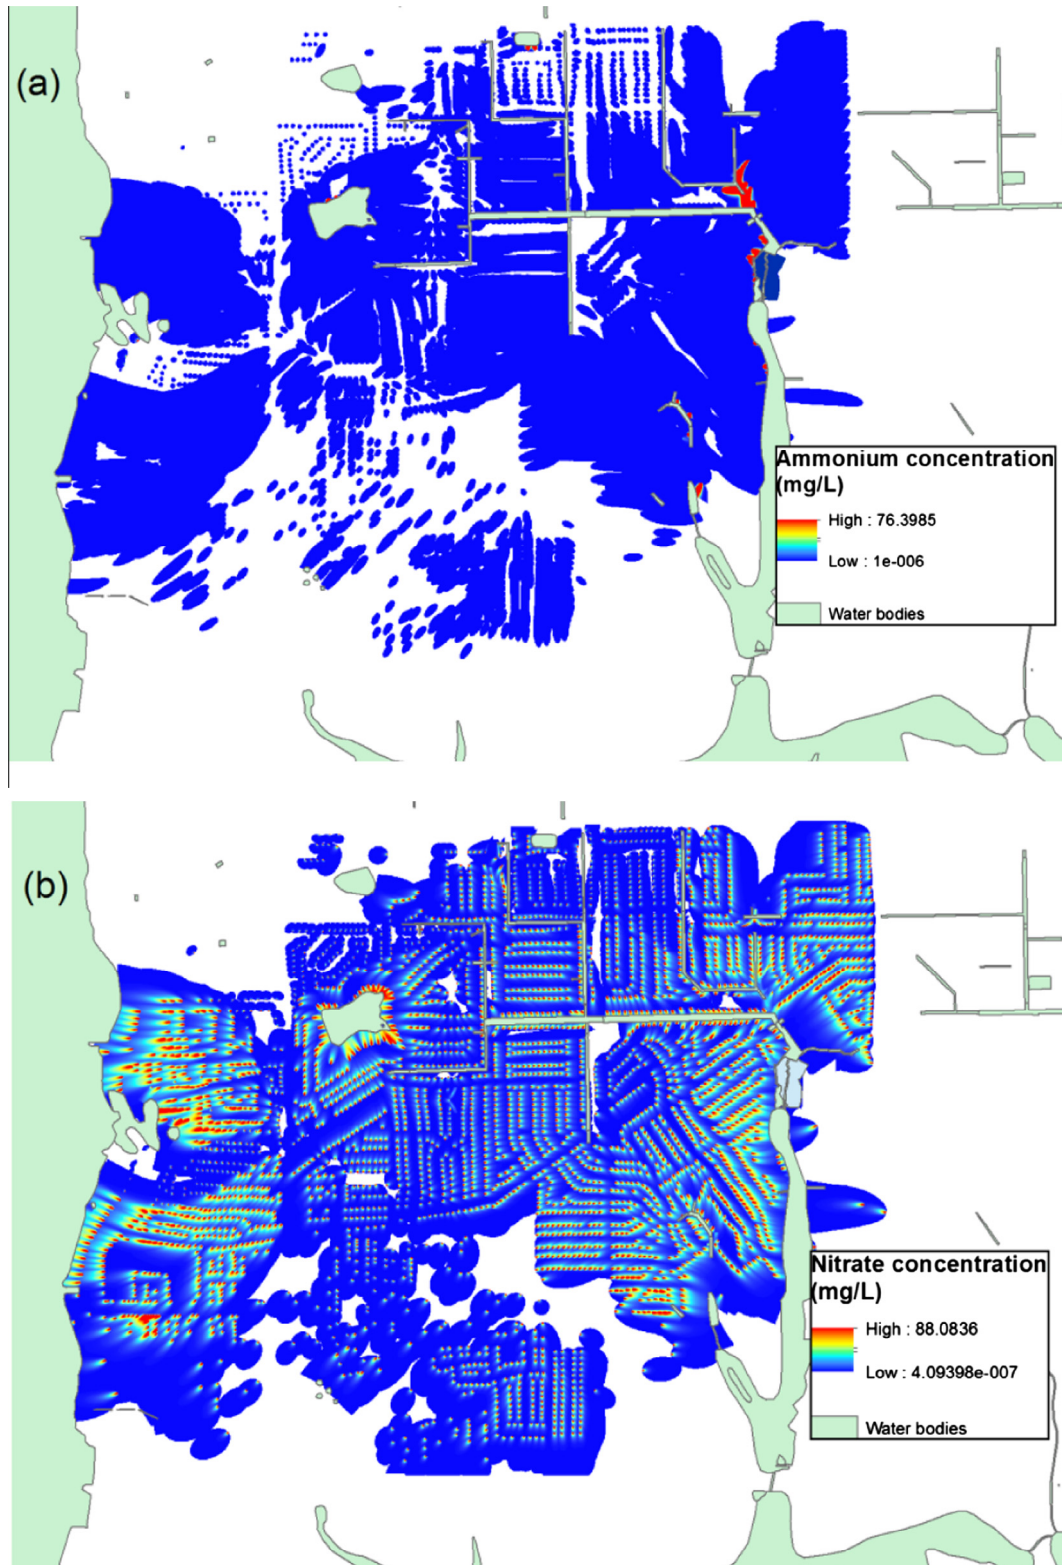 (a)
Ammonium concentration
(mg/L)
High : 76.3985
Low : 1e-006
Water bodies
(b)
Nitrate concentration
(mg/L)
High : 88.0836
Low : 4.09398e-007
Water bodies